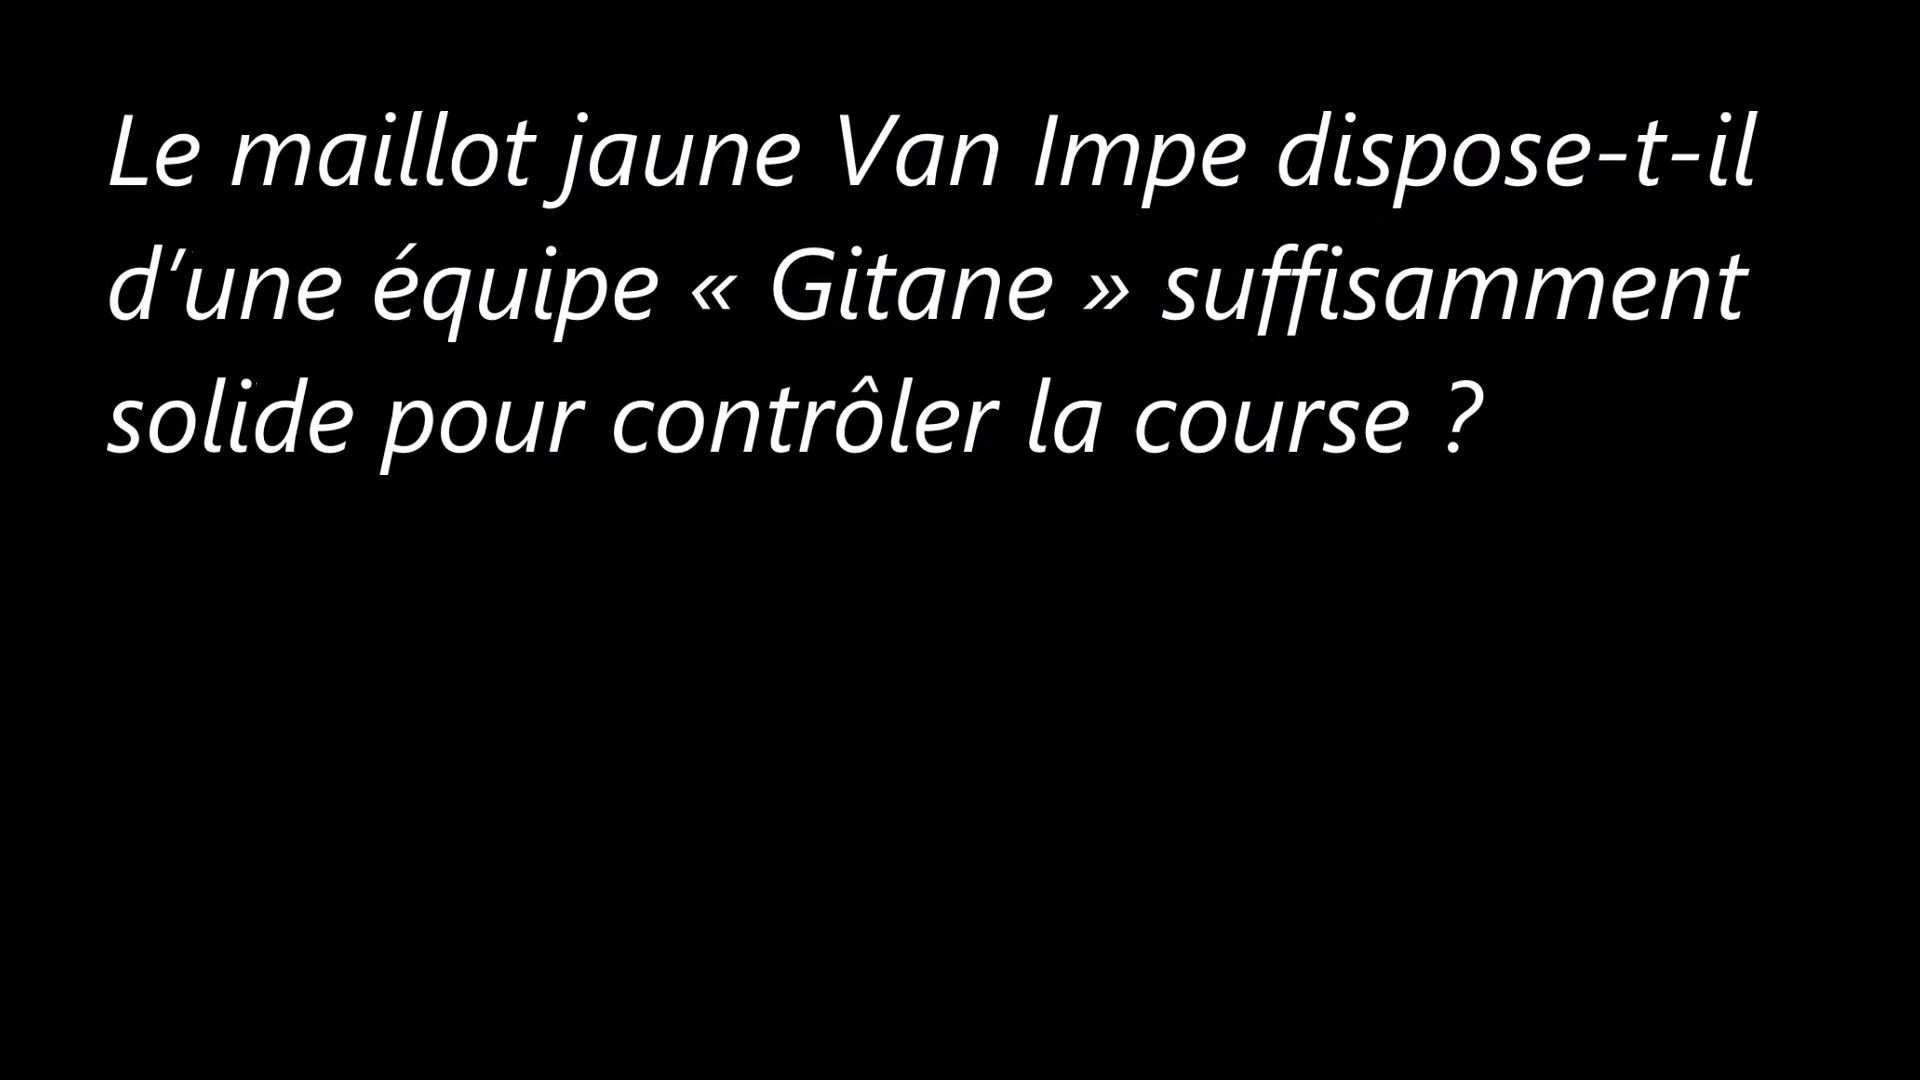 Le maillot jaune Van Impe dispose-t-il
d’une équipe « Gitane » suffisamment
solide pour contrôler la course ?